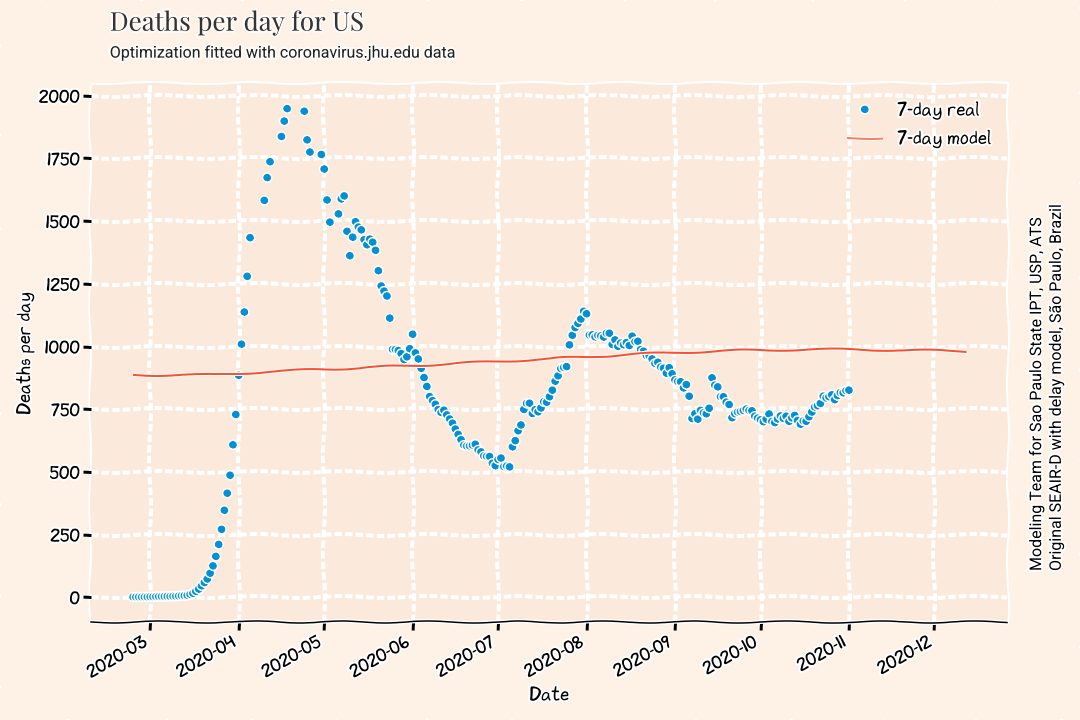 Deaths per day for US
Optimization fitted with coronavirus.jhu.edu data
7-day real
7-day model
Deaths per day
2000
1750
1500
1250
1000
750
500
250
0
2020-03
2020-04
2020-05
2020-06
2020-07
2020-08
2020-09
2020-10
2020-11
2020-12
Date
Modeling Team for Sao Paulo State IPT, USP, ATS
Original SEAIR-D with delay model, São Paulo, Brazil